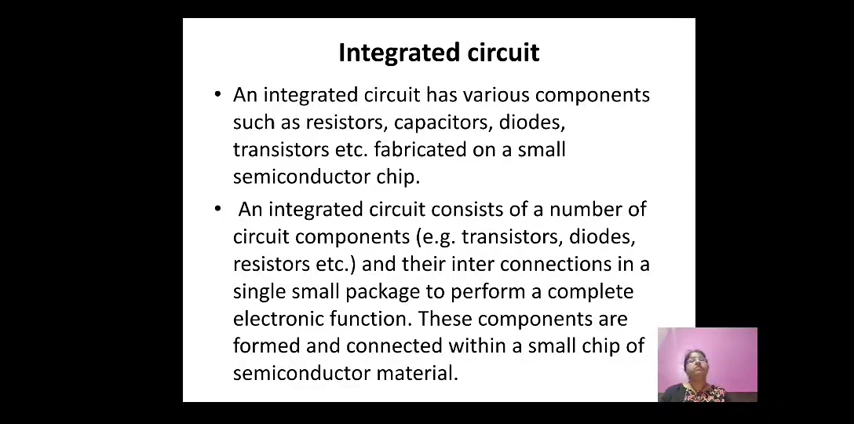 Integrated circuit
• An integrated circuit has various components
such as resistors, capacitors, diodes,
transistors etc. fabricated on a small
semiconductor chip.
• An integrated circuit consists of a number of
circuit components (e.g. transistors, diodes,
resistors etc.) and their inter connections in a
single small package to perform a complete
electronic function. These components are
formed and connected within a small chip of
semiconductor material.